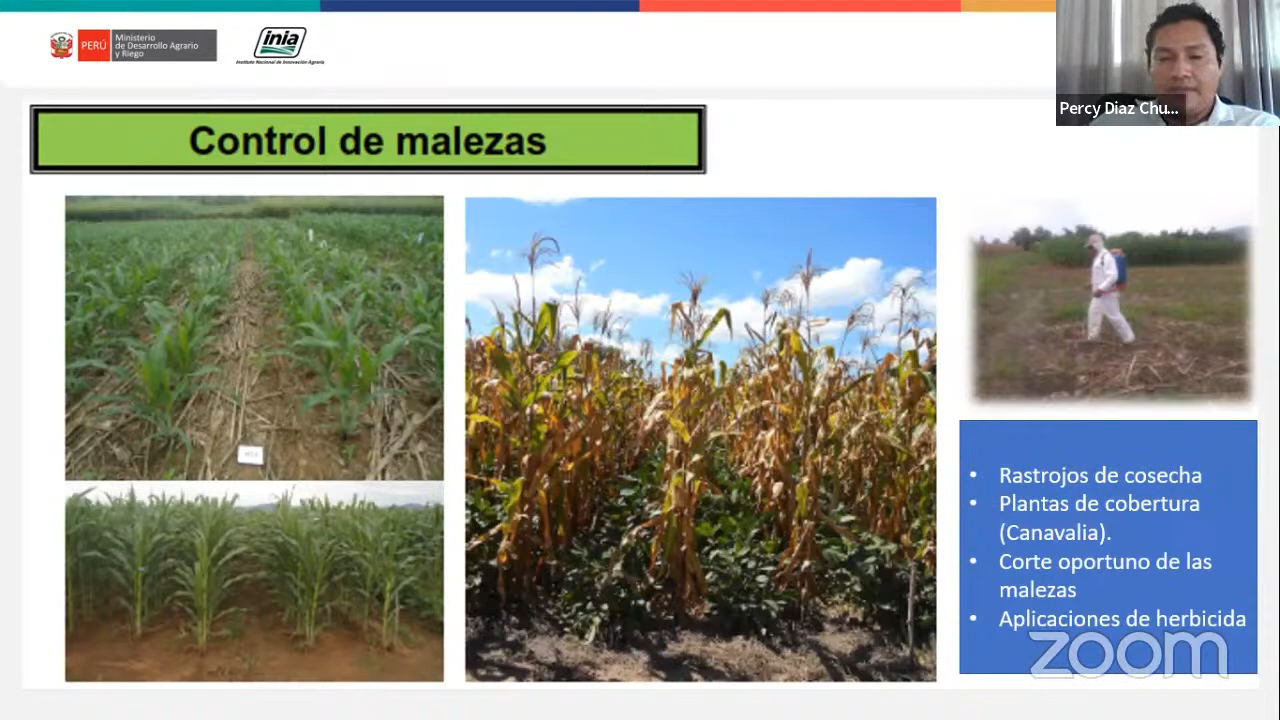 PERÚ
Ministerio
de Desarrollo Agrario
y Riego
inia
Instituto Nacional de Innovación Agraria
Percy Diaz Chu...
Control de malezas
• Rastrojos de cosecha
• Plantas de cobertura
(Canavalia).
• Corte oportuno de las
malezas
• Aplicaciones de herbicida
zoom